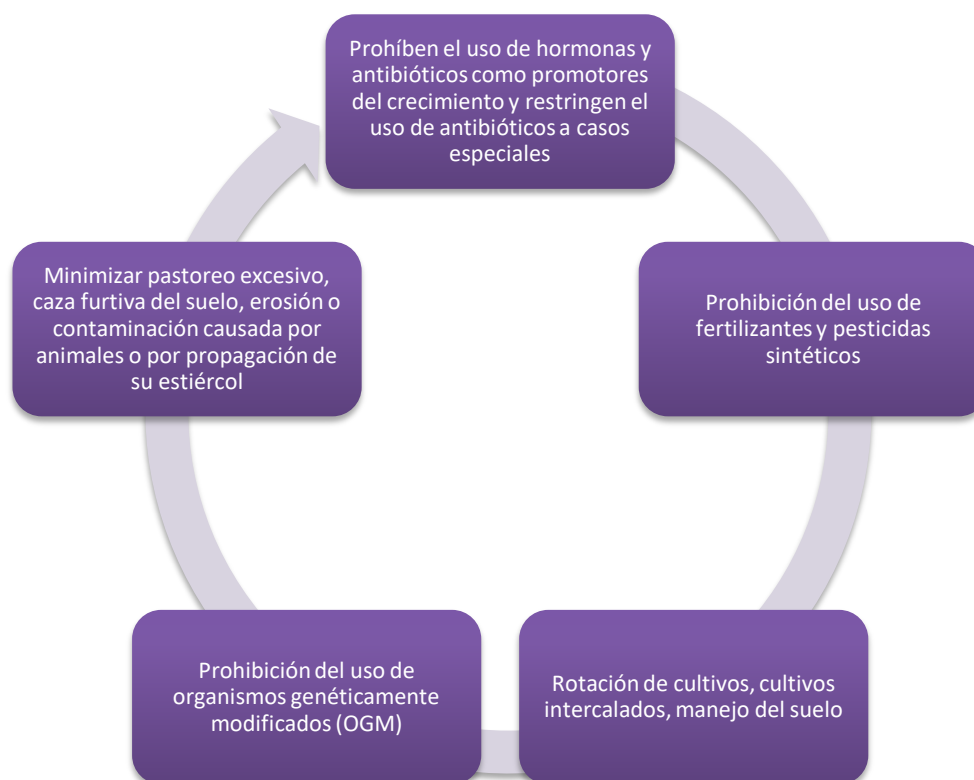 Prohíben el uso de hormonas y
antibióticos como promotores
del crecimiento y restringen el
uso de antibióticos a casos
especiales
Prohibición del uso de
fertilizantes y pesticidas
sintéticos
Rotación de cultivos, cultivos
intercalados, manejo del suelo
Prohibición del uso de
organismos genéticamente
modificados (OGM)
Minimizar pastoreo excesivo,
caza furtiva del suelo, erosión o
contaminación causada por
animales o por propagación de
su estiércol